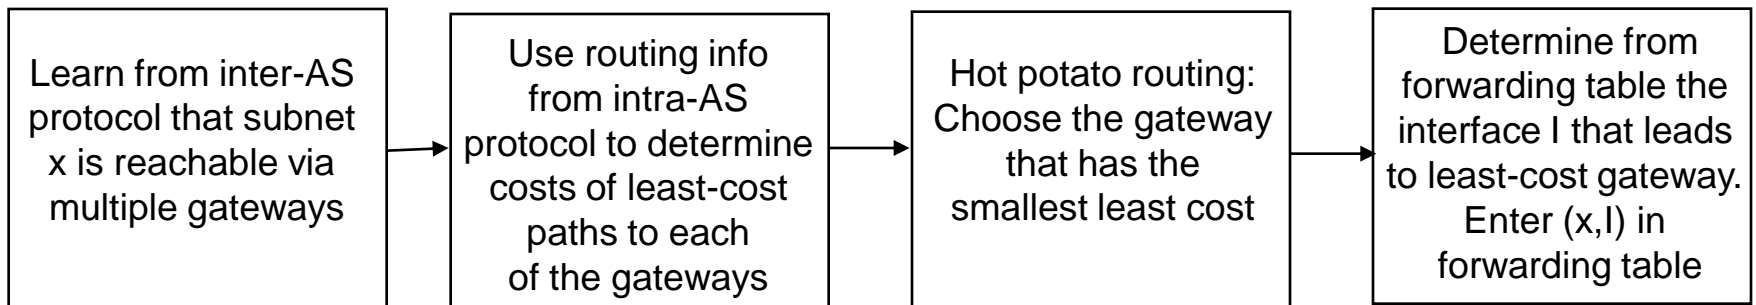 Learn from inter-AS
protocol that subnet
x is reachable via
multiple gateways
Use routing info
from intra-AS
protocol to determine
costs of least-cost
paths to each
of the gateways
Hot potato routing:
Choose the gateway
that has the
smallest least cost
Determine from
forwarding table the
interface I that leads
to least-cost gateway.
Enter (x,I) in
forwarding table